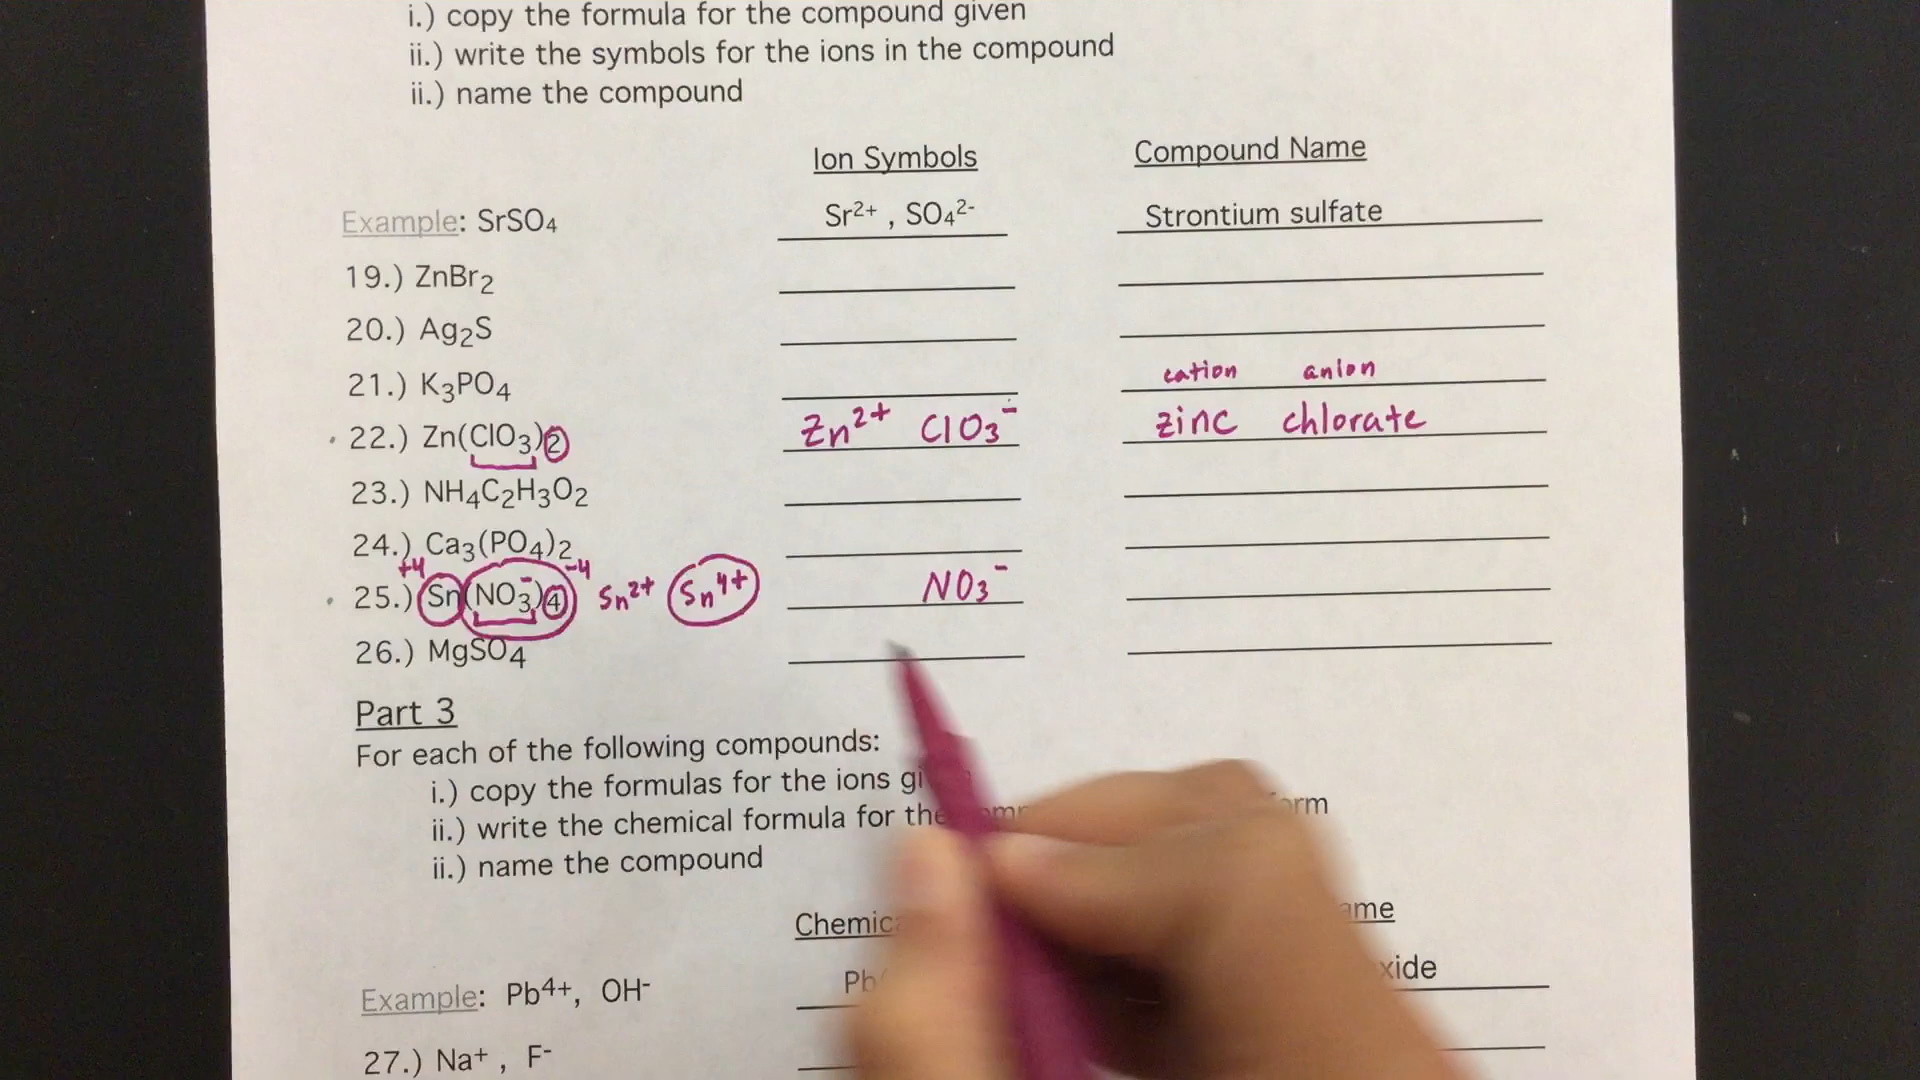 i.) copy the formula for the compound given
ii.) write the symbols for the ions in the compound
ii.) name the compound
Ion Symbols Compound Name
Example: SrSO4 Sr2+ , SO42- Strontium sulfate
19.) ZnBr2
20.) Ag2S
cation anion
21.) K3PO4
22.) Zn(ClO3)2 Zn2+ ClO3- zinc chlorate
23.) NH4C2H3O2
24.) Ca3(PO4)2
+4 -4
25.) Sn(NO3-)4 Sn2+ Sn4+ NO3-
26.) MgSO4
Part 3
For each of the following compounds:
i.) copy the formulas for the ions
ii.) write the chemical formula for the
ii.) name the compound
Example: Pb4+, OH-
27.) Na+ , F-